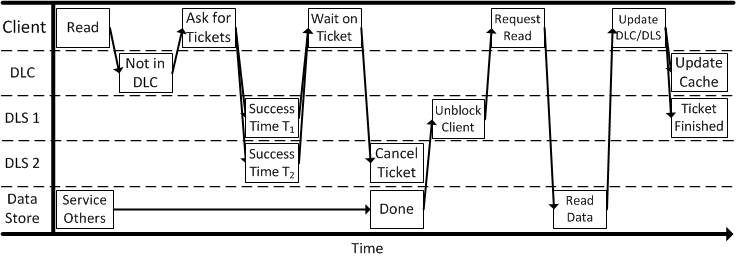 Client
Read
Ask for
Tickets
Wait on
Ticket
Request
Read
Update
DLC/DLS
DLC
Not in
DLC
Update
Cache
DLS 1
Success
Time T1
Unblock
Client
Ticket
Finished
DLS 2
Success
Time T2
Cancel
Ticket
Data
Store
Service
Others
Done
Read
Data
Time